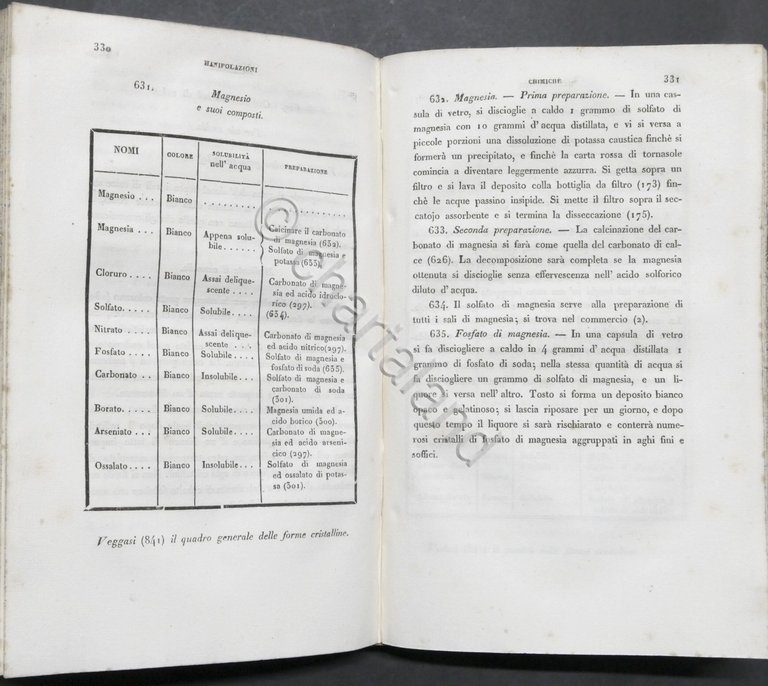 330
MANIPOLAZIONI
631.
Magnesio
e suoi composti.
NOMI COLORE SOLUBILITÀ nell' acqua PREPARAZIONE
Magnesio . . . Bianco . . . . . . . . . . . . . . . .
Magnesia . . . Bianco Appena solubile . . . . . Calcinare il carbonato
di magnesia (632).
Solfato di magnesia e
potassa (633).
Cloruro . . . . Bianco Assai delique-
scente . . . . Carbonato di magne-
sia ed acido idroclo-
rico (297).
Solfato. . . . . Bianco Solubile. . . . (634).
Nitrato . . . . Bianco Assai delique-
scente . . . Carbonato di magnesia
ed acido nitrico (297).
Fosfato . . . . Bianco Solubile. . . . Solfato di magnesia e
fosfato di soda (635).
Carbonato . . Bianco Insolubile. . . Solfato di magnesia e
carbonato di soda
(301).
Borato. . . . . Bianco Solubile. . . . Magnesia umida ed a-
cido borico (300).
Arseniato . . . Bianco Solubile. . . . Carbonato di magne-
sia ed acido arseni-
cico (297).
Ossalato . . . . Bianco Insolubile. . . Solfato di magnesia
ed ossalato di potas-
sa (301).
Veggasi (841) il quadro generale delle forme cristalline.
CHIMICHE
331
632. Magnesia. — Prima preparazione. — In una cas-
sula di vetro, si discioglie a caldo 1 grammo di solfato di
magnesia con 10 grammi d'acqua distillata, e vi si versa a
piccole porzioni una dissoluzione di potassa caustica finchè si
formerà un precipitato, e finchè la carta rossa di tornasole
comincia a diventare leggermente azzurra. Si getta sopra un
filtro e si lava il deposito colla bottiglia da filtro (173) fin-
chè le acque passino insipide. Si mette il filtro sopra il sec-
catojo assorbente e si termina la disseccazione (175).
633. Seconda preparazione. — La calcinazione del car-
bonato di magnesia si farà come quella del carbonato di cal-
ce (626). La decomposizione sarà completa se la magnesia
ottenuta si discioglie senza effervescenza nell' acido solforico
diluto d' acqua.
634. Il solfato di magnesia serve alla preparazione di
tutti i sali di magnesia; si trova nel commercio (2).
635. Fosfato di magnesia. — In una capsula di vetro
si fa disciogliere a caldo in 4 grammi d' acqua distillata 1
grammo di fosfato di soda; nella stessa quantità di acqua si
fa disciogliere un grammo di solfato di magnesia, e un li-
quore si versa nell'altro. Tosto si forma un deposito bianco
opaco e gelatinoso; si lascia riposare per un giorno, e dopo
questo tempo il liquore si sarà rischiarato e conterrà nume-
rosi cristalli di fosfato di magnesia aggruppati in aghi fini e
soffici.
© chartaland